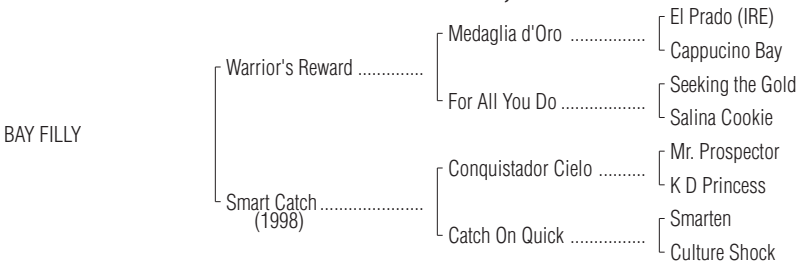 El Prado (IRE)
Medaglia d'Oro ................
Cappucino Bay
Warrior's Reward ..............
Seeking the Gold
For All You Do ..................
Salina Cookie
BAY FILLY
Mr. Prospector
Conquistador Cielo ..........
K D Princess
Smart Catch ......................
(1998)
Smarten
Catch On Quick ................
Culture Shock